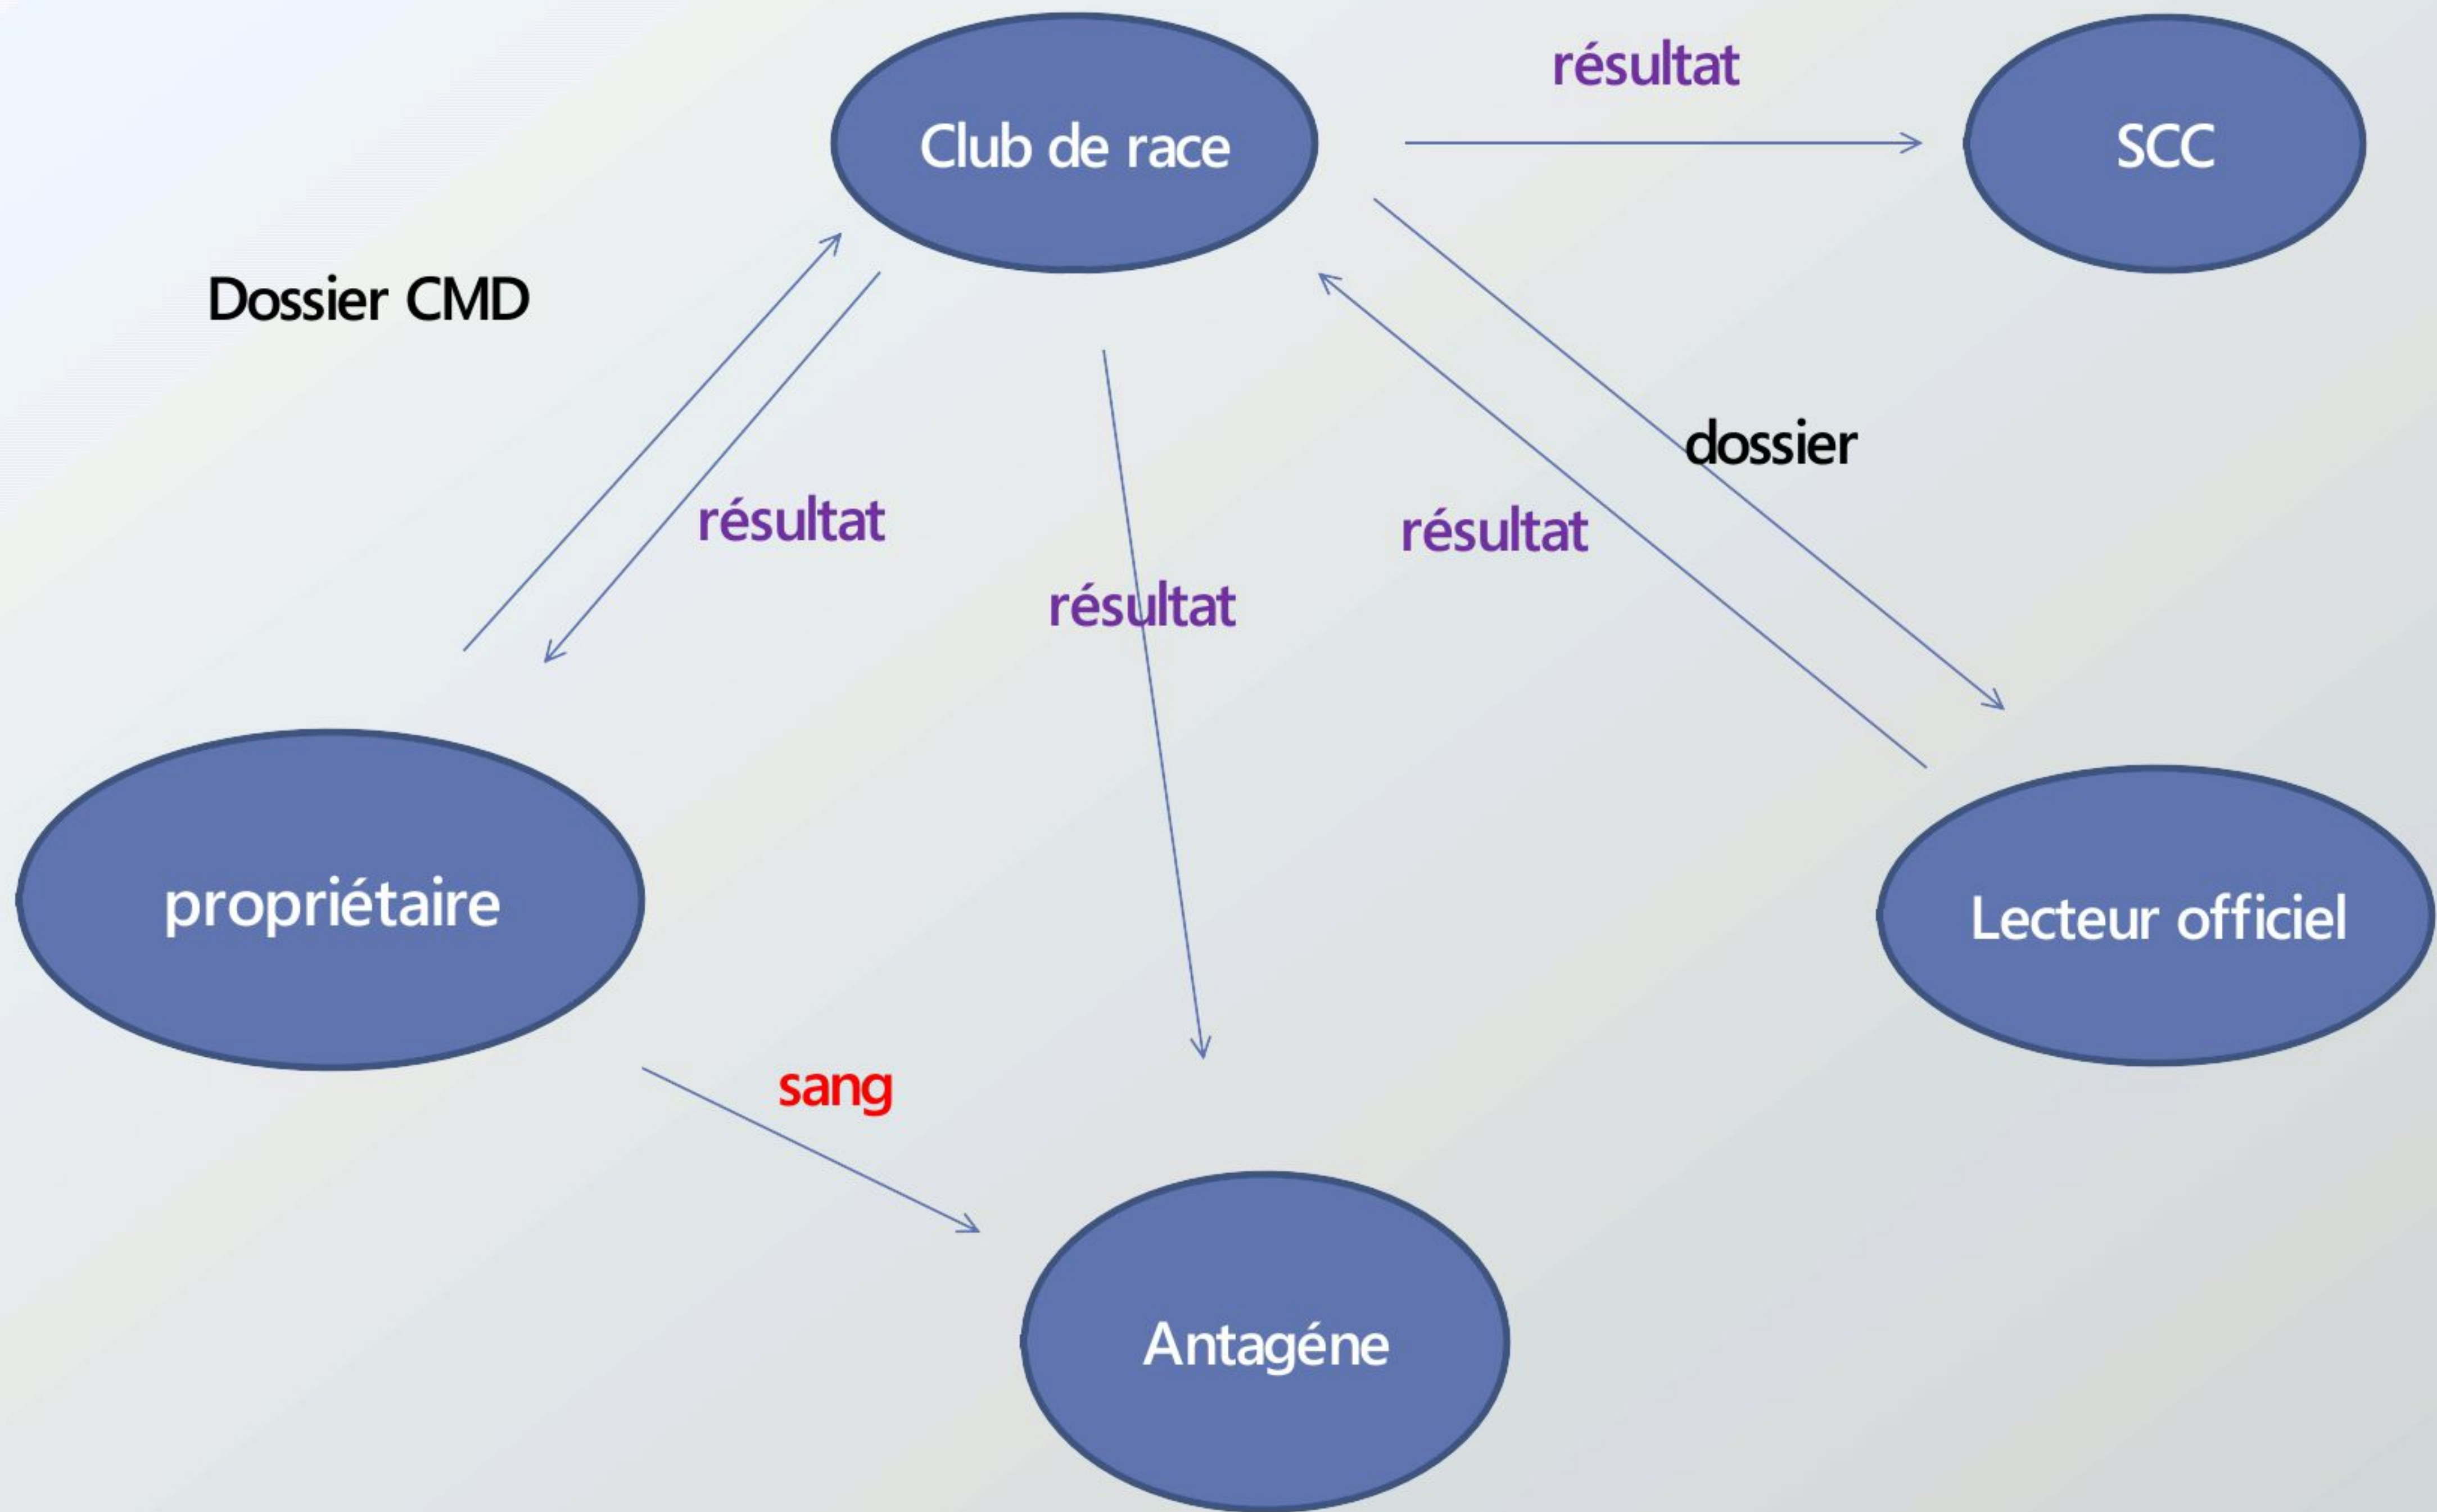 Club de race
résultat
SCC
Dossier CMD
dossier
résultat
résultat
résultat
propriétaire
Lecteur officiel
sang
Antagéne